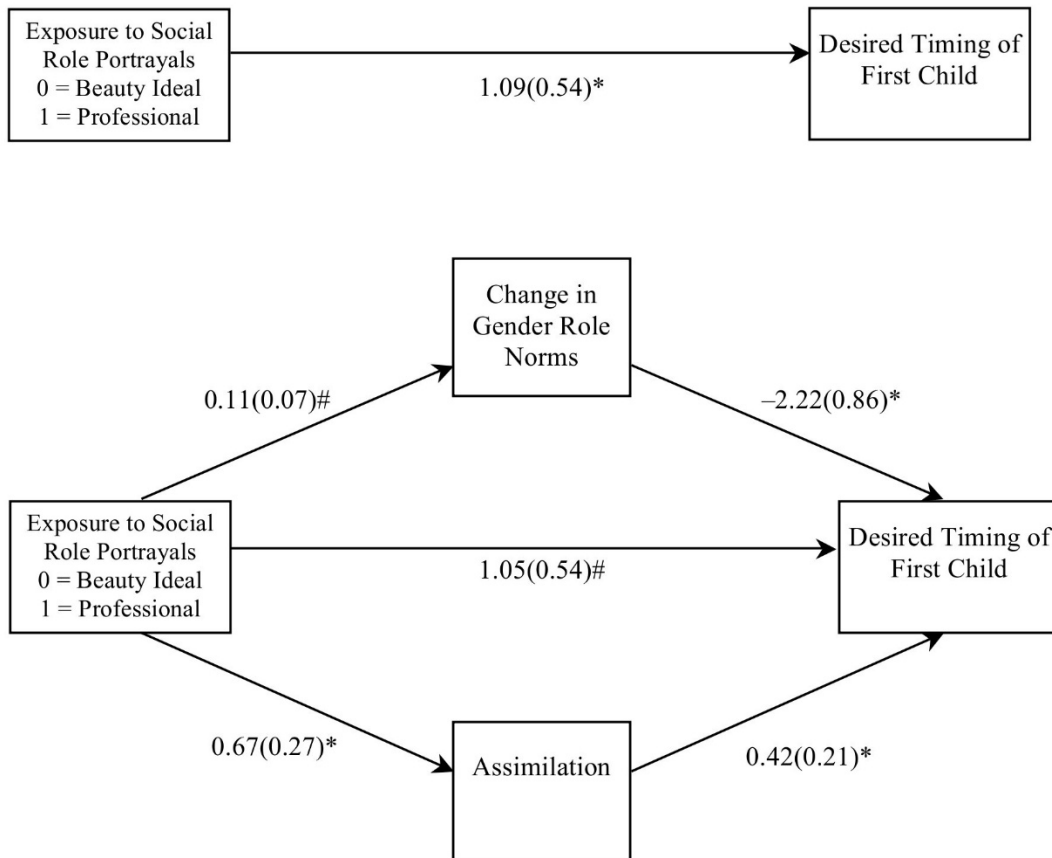 Exposure to Social
Role Portrayals
0 = Beauty Ideal
1 = Professional
1.09(0.54)*
Desired Timing of
First Child
Change in
Gender Role
Norms
0.11(0.07)#
–2.22(0.86)*
Exposure to Social
Role Portrayals
0 = Beauty Ideal
1 = Professional
1.05(0.54)#
Desired Timing of
First Child
0.67(0.27)*
Assimilation
0.42(0.21)*